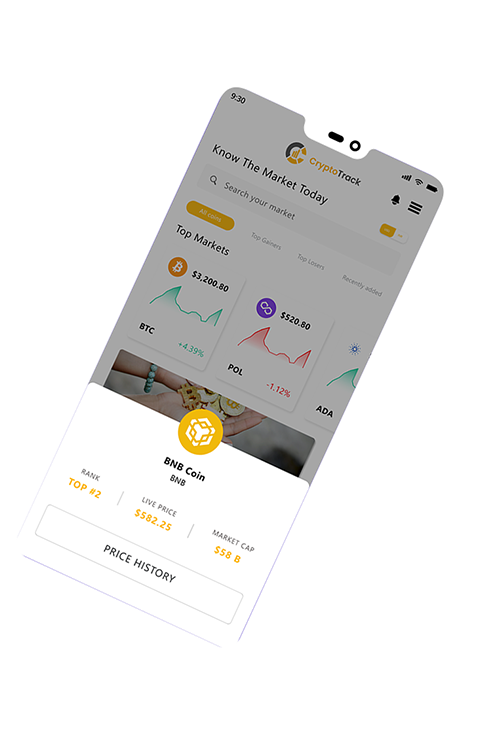 9:30
CryptoTrack
Know The Market Today
Search your market
All coins
Top Gainers
Top Losers
Recently added
Top Markets
$3,200.80
BTC
+4.39%
$520.80
POL
-1.12%
ADA
BNB Coin
BNB
RANK
TOP #2
LIVE PRICE
$582.25
MARKET CAP
$58 B
PRICE HISTORY